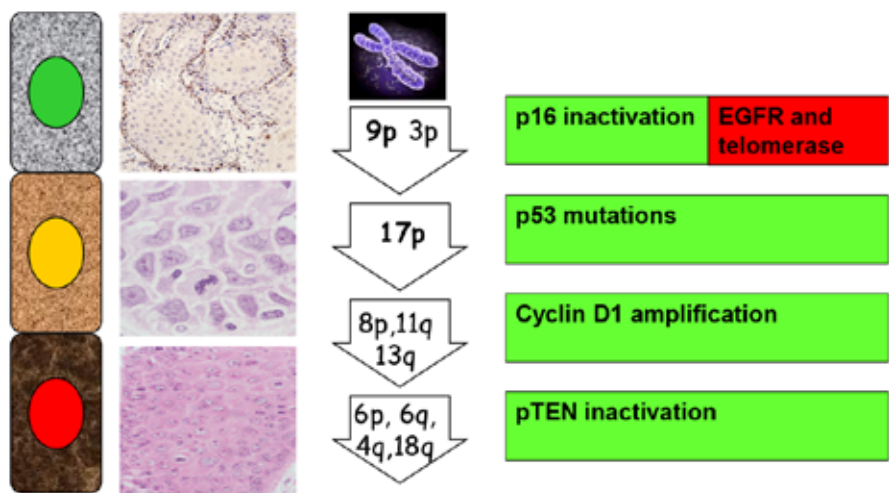 9p 3p
p16 inactivation
EGFR and
telomerase
17p
p53 mutations
8p,11q
13q
Cyclin D1 amplification
6p, 6q,
4q,18q
pTEN inactivation